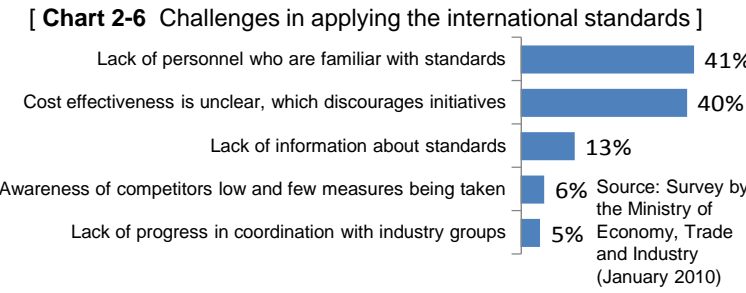 [ Chart 2-6 Challenges in applying the international standards ]
Lack of personnel who are familiar with standards 41%
Cost effectiveness is unclear, which discourages initiatives 40%
Lack of information about standards 13%
Awareness of competitors low and few measures being taken 6%
Lack of progress in coordination with industry groups 5%
Source: Survey by
the Ministry of
Economy, Trade
and Industry
(January 2010)